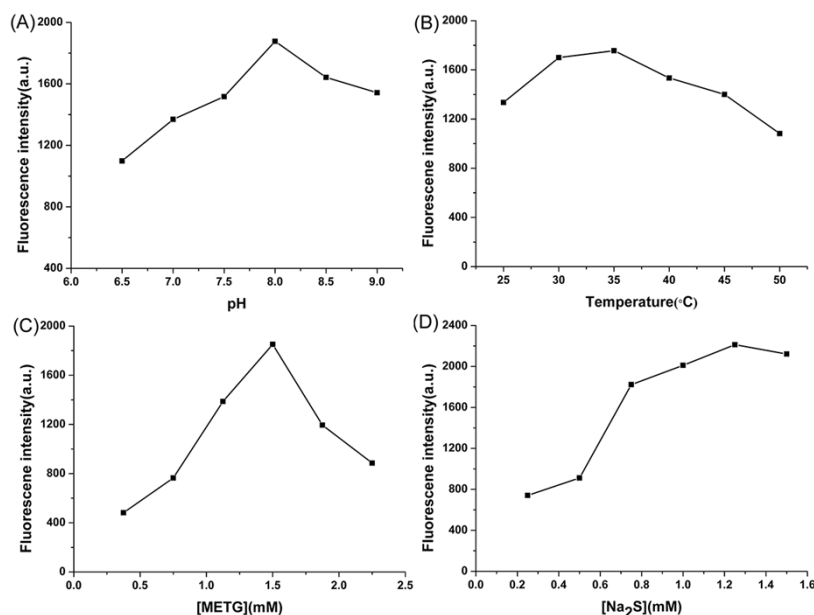 (A)
2000
1600
1200
800
400
6.0 6.5 7.0 7.5 8.0 8.5 9.0
pH
Fluorescence intensity(a.u.)
(B)
2000
1600
1200
800
400
0
25 30 35 40 45 50
Temperature(°C)
Fluorescene intensity(a.u.)
(C)
2000
1600
1200
800
400
0
0.0 0.5 1.0 1.5 2.0 2.5
[METG](mM)
Fluorescene intensity(a.u.)
(D)
2400
2000
1600
1200
800
400
0
0.0 0.2 0.4 0.6 0.8 1.0 1.2 1.4 1.6
[Na2S](mM)
Fluorescene intensity(a.u.)